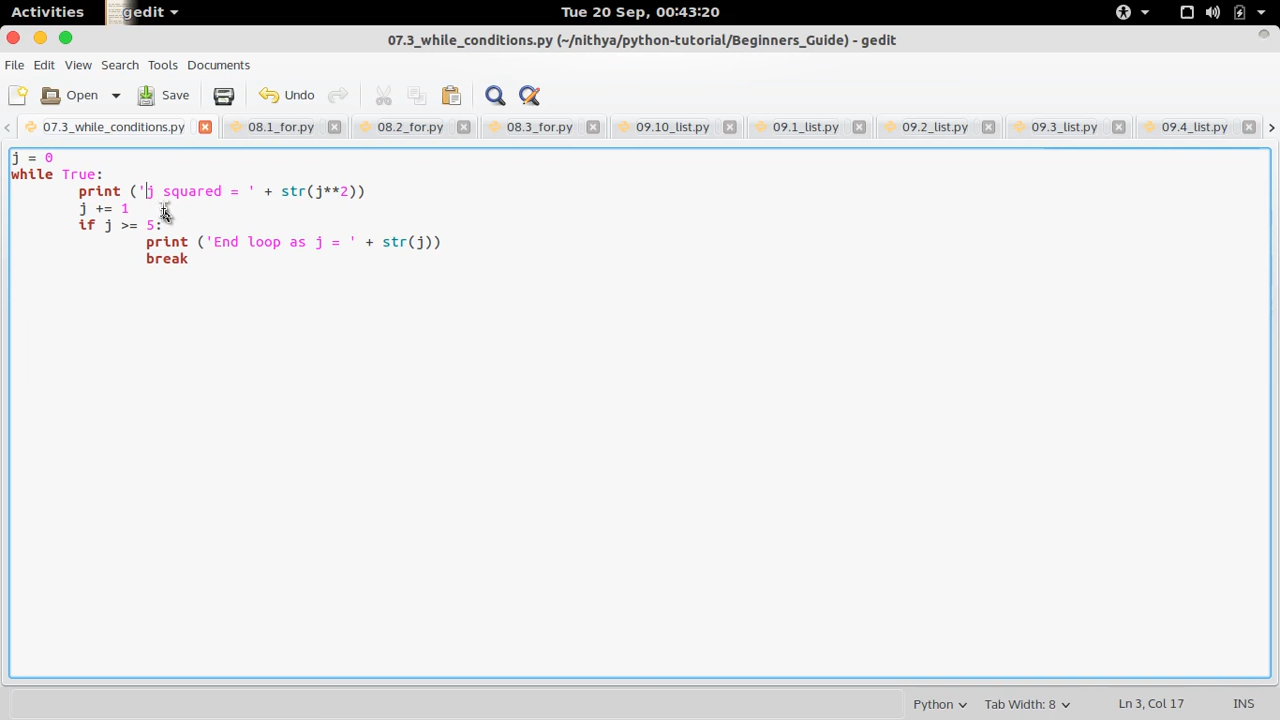 Activities gedit Tue 20 Sep, 00:43:20
07.3_while_conditions.py (~/nithya/python-tutorial/Beginners_Guide) - gedit
File Edit View Search Tools Documents
Open Save Undo
07.3_while_conditions.py 08.1_for.py 08.2_for.py 08.3_for.py 09.10_list.py 09.1_list.py 09.2_list.py 09.3_list.py 09.4_list.py
j = 0
while True:
        print ('j squared = ' + str(j**2))
        j += 1
        if j >= 5:
                print ('End loop as j = ' + str(j))
                break
Python Tab Width: 8 Ln 3, Col 17 INS